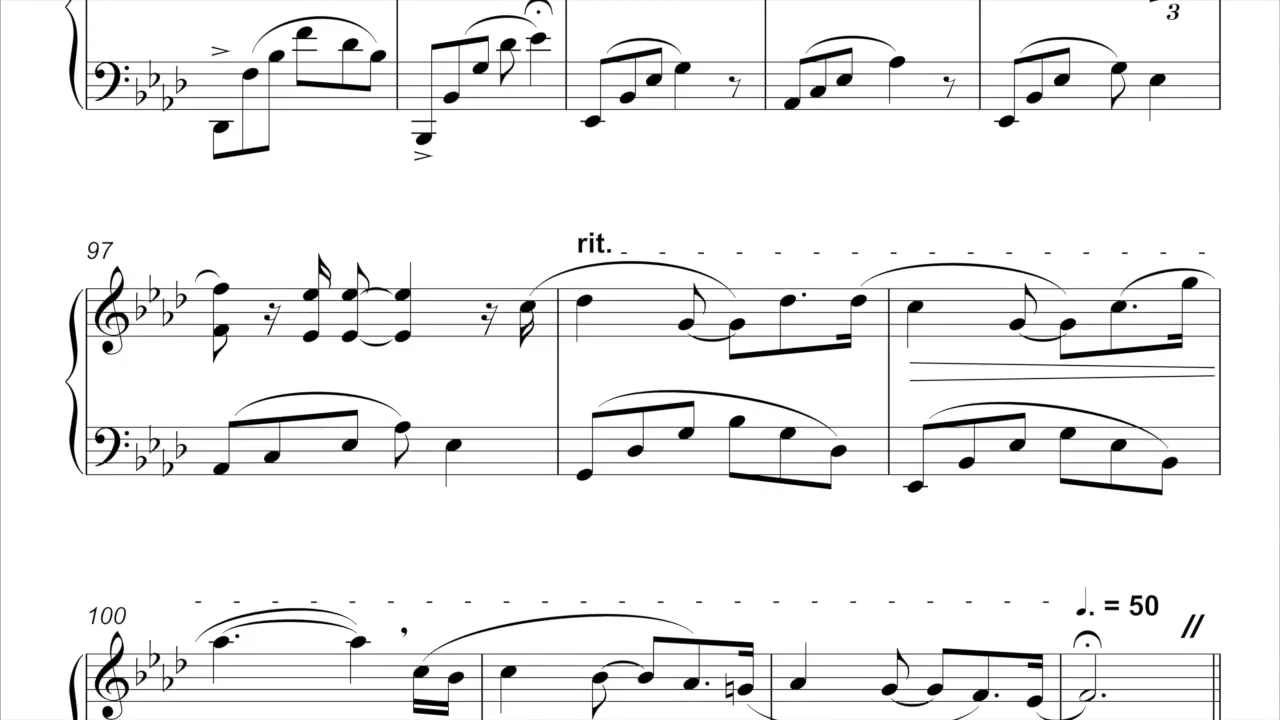 3
97
rit.
100
♩. = 50